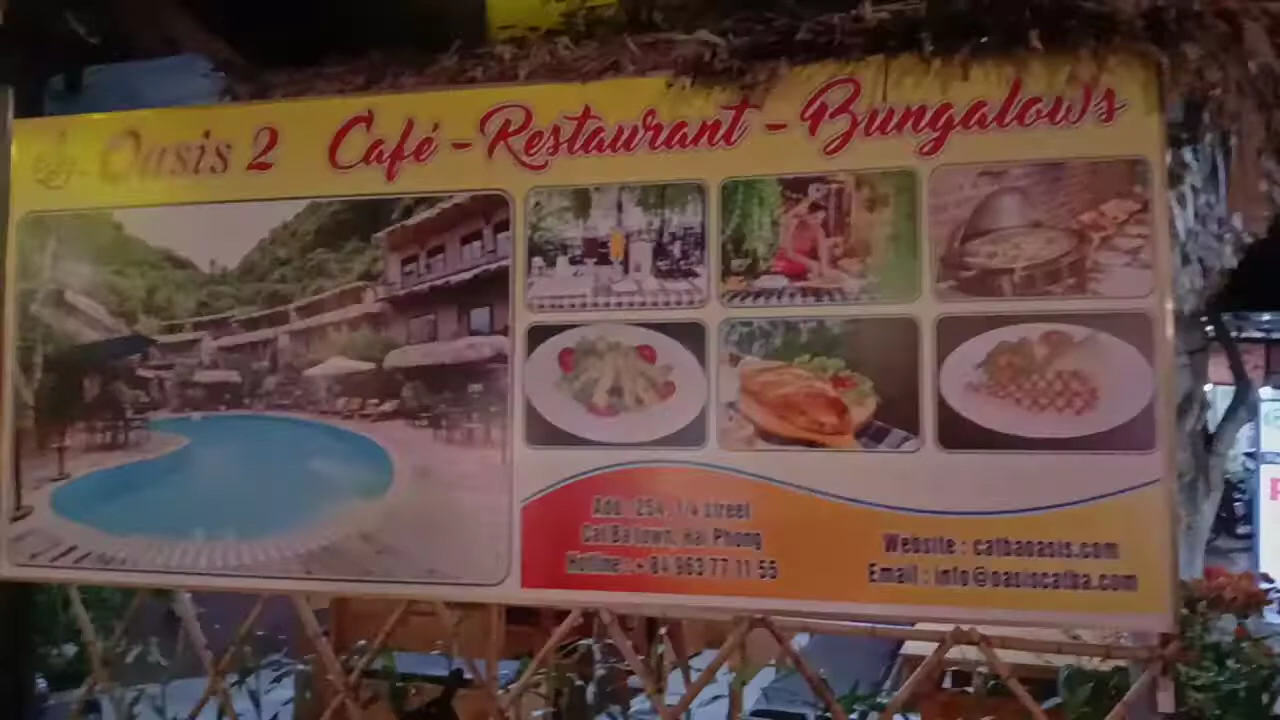 Oasis 2 Café - Restaurant - Bungalows
Add : 254, 1/4 street
Cat Ba town, Hai Phong
Hotline : + 84 963 77 11 55
Website : catbaoasis.com
Email : info@oasiscatba.com